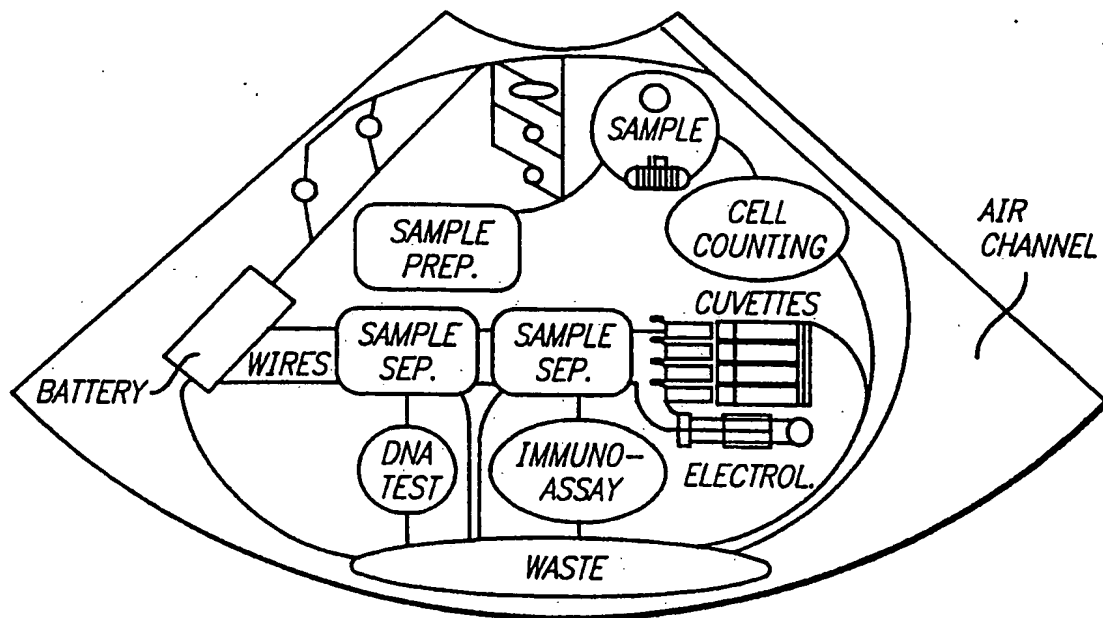 SAMPLE
SAMPLE
PREP.
CELL
COUNTING
AIR
CHANNEL
CUVETTES
SAMPLE
SEP.
SAMPLE
SEP.
WIRES
BATTERY
DNA
TEST
IMMUNO-
ASSAY
ELECTROL.
WASTE